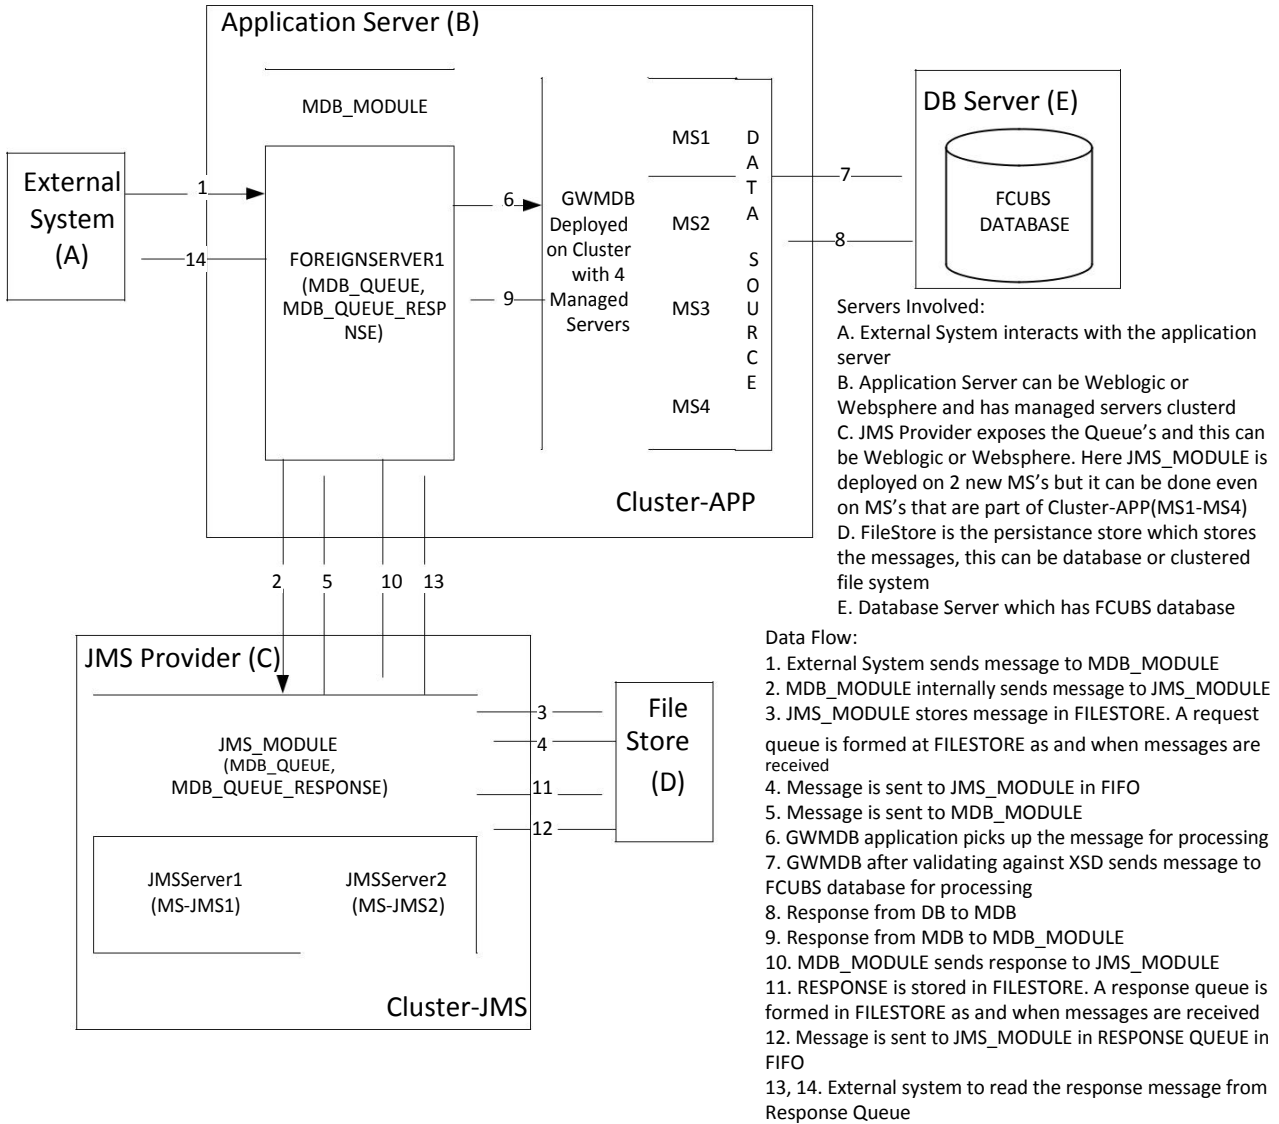 Application Server (B)
MDB_MODULE
External
System
(A)
1
14
FOREIGNSERVER1
(MDB_QUEUE,
MDB_QUEUE_RESP
NSE)
6
9
GWMDB
Deployed
on Cluster
with 4
Managed
Servers
MS1
MS2
MS3
MS4
D
A
T
A
S
O
U
R
C
E
Cluster-APP
7
8
DB Server (E)
FCUBS
DATABASE
2
5
10
13
JMS Provider (C)
JMS_MODULE
(MDB_QUEUE,
MDB_QUEUE_RESPONSE)
JMSServer1
(MS-JMS1)
JMSServer2
(MS-JMS2)
Cluster-JMS
3
4
11
12
File
Store
(D)
Servers Involved:
A. External System interacts with the application
server
B. Application Server can be Weblogic or
Websphere and has managed servers clusterd
C. JMS Provider exposes the Queue's and this can
be Weblogic or Websphere. Here JMS_MODULE is
deployed on 2 new MS's but it can be done even
on MS's that are part of Cluster-APP(MS1-MS4)
D. FileStore is the persistance store which stores
the messages, this can be database or clustered
file system
E. Database Server which has FCUBS database
Data Flow:
1. External System sends message to MDB_MODULE
2. MDB_MODULE internally sends message to JMS_MODULE
3. JMS_MODULE stores message in FILESTORE. A request
queue is formed at FILESTORE as and when messages are
received
4. Message is sent to JMS_MODULE in FIFO
5. Message is sent to MDB_MODULE
6. GWMDB application picks up the message for processing
7. GWMDB after validating against XSD sends message to
FCUBS database for processing
8. Response from DB to MDB
9. Response from MDB to MDB_MODULE
10. MDB_MODULE sends response to JMS_MODULE
11. RESPONSE is stored in FILESTORE. A response queue is
formed in FILESTORE as and when messages are received
12. Message is sent to JMS_MODULE in RESPONSE QUEUE in
FIFO
13, 14. External system to read the response message from
Response Queue